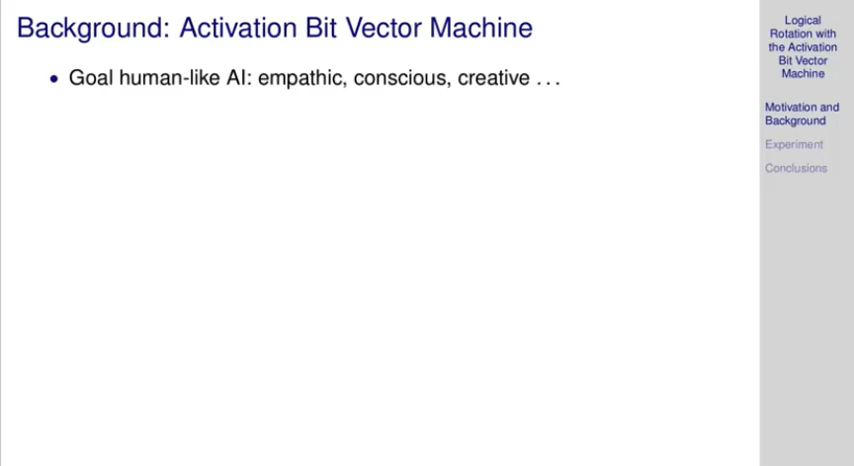 Background: Activation Bit Vector Machine
• Goal human-like AI: empathic, conscious, creative . . .
Logical
Rotation with
the Activation
Bit Vector
Machine
Motivation and
Background
Experiment
Conclusions